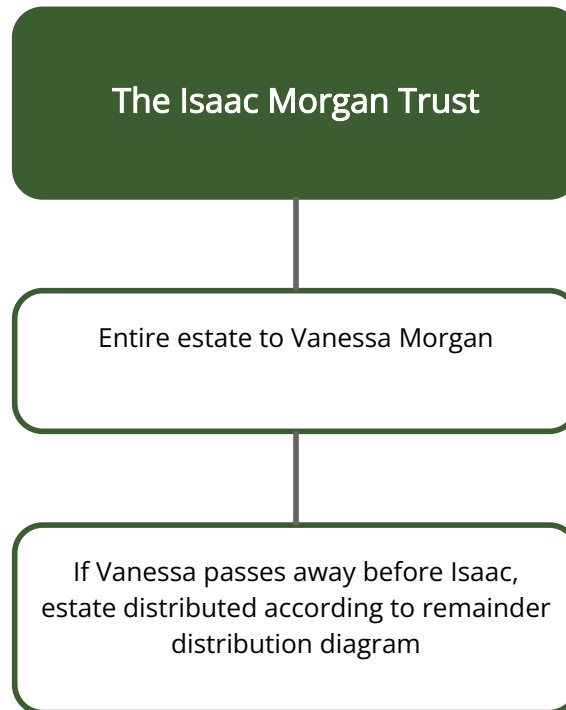 The Isaac Morgan Trust
Entire estate to Vanessa Morgan
If Vanessa passes away before Isaac,
estate distributed according to remainder
distribution diagram